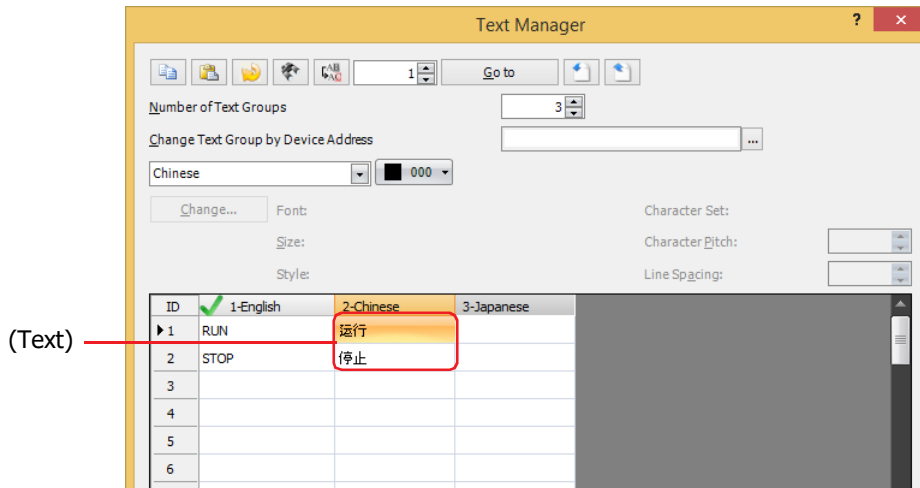 Text Manager
?
1
Go to
Number of Text Groups
3
Change Text Group by Device Address
...
Chinese
000
Change...
Font:
Character Set:
Size:
Character Pitch:
Style:
Line Spacing:
ID 1-English 2-Chinese 3-Japanese
1 RUN 运行
(Text)
2 STOP 停止
3
4
5
6